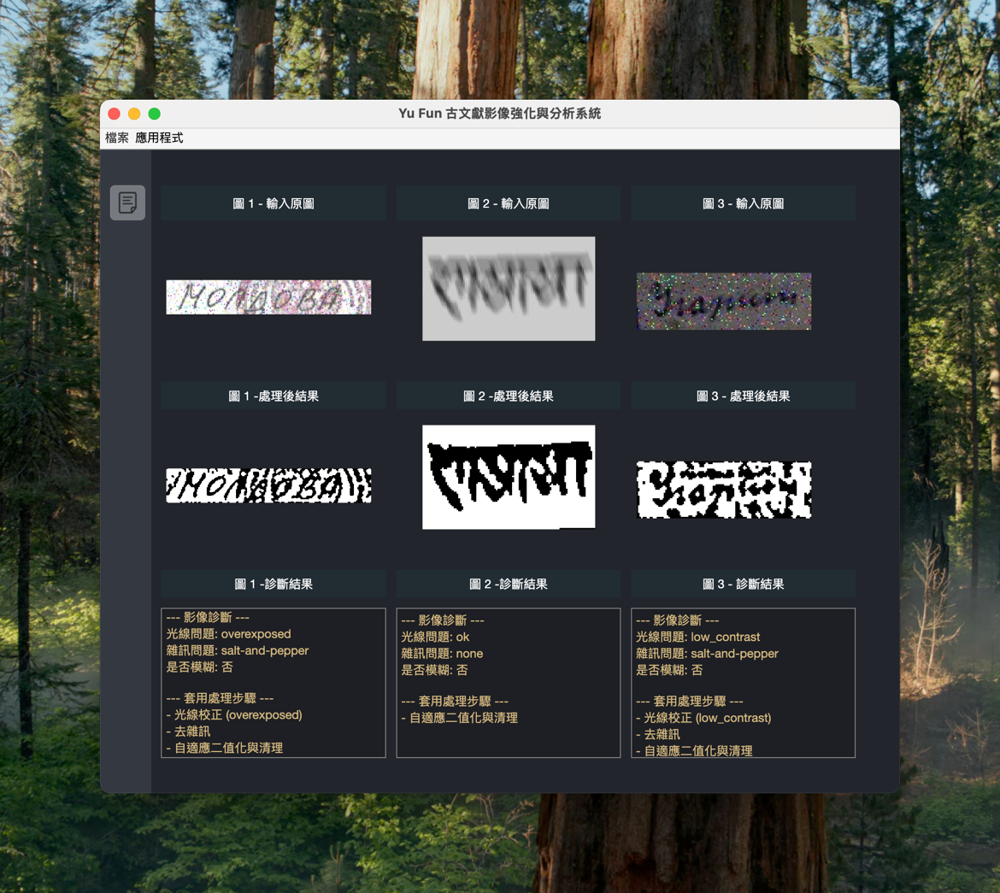 Yu Fun 古文獻影像強化與分析系統
檔案 應用程式
圖 1 - 輸入原圖
圖 2 - 輸入原圖
圖 3 - 輸入原圖
МОЛДОВА
圖 1 -處理後結果
圖 2 -處理後結果
圖 3 - 處理後結果
МОЛДОВА
圖 1 -診斷結果
圖 2 -診斷結果
圖 3 - 診斷結果
--- 影像診斷 ---
光線問題: overexposed
雜訊問題: salt-and-pepper
是否模糊: 否
--- 套用處理步驟 ---
- 光線校正 (overexposed)
- 去雜訊
- 自適應二值化與清理
--- 影像診斷 ---
光線問題: ok
雜訊問題: none
是否模糊: 否
--- 套用處理步驟 ---
- 自適應二值化與清理
--- 影像診斷 ---
光線問題: low_contrast
雜訊問題: salt-and-pepper
是否模糊: 否
--- 套用處理步驟 ---
- 光線校正 (low_contrast)
- 去雜訊
- 自適應二值化與清理